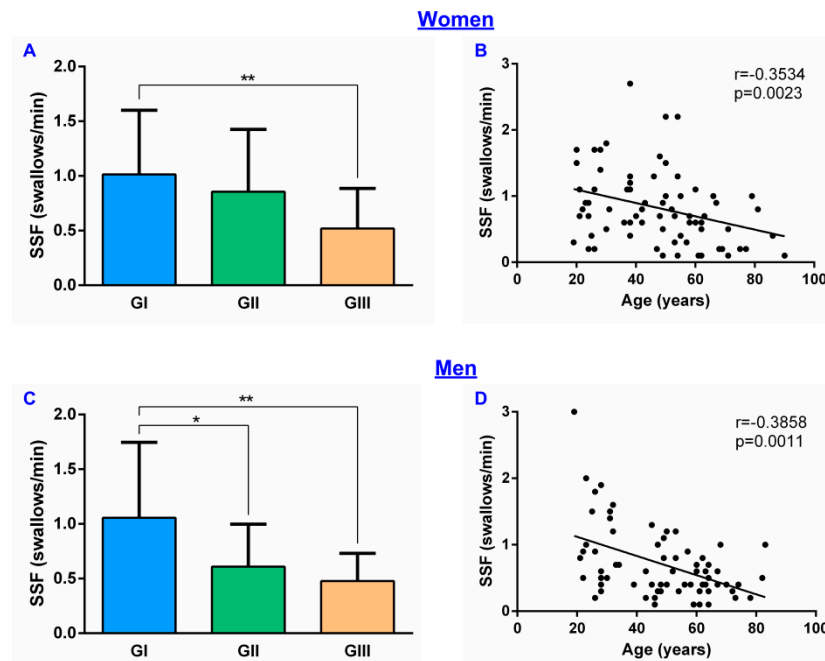 Women
A
**
SSF (swallows/min)
2.0
1.5
1.0
0.5
0.0
GI GII GIII
B
r=-0.3534
p=0.0023
SSF (swallows/min)
3
2
1
0
0 20 40 60 80 100
Age (years)
Men
C
**
*
SSF (swallows/min)
2.0
1.5
1.0
0.5
0.0
GI GII GIII
D
r=-0.3858
p=0.0011
SSF (swallows/min)
3
2
1
0
0 20 40 60 80 100
Age (years)